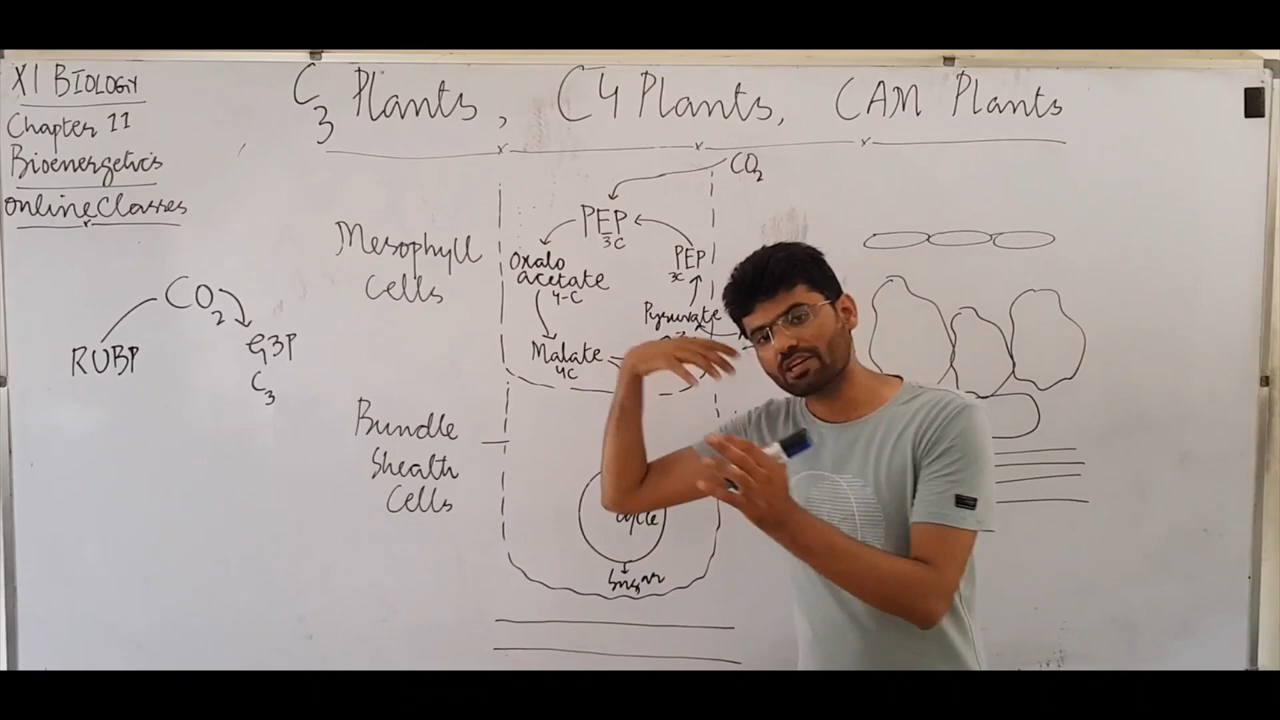 XI BIOLOGY
Chapter 11
Bioenergetics
Online Classes
C3 Plants, C4 Plants, CAM Plants
CO2
RUBP
G3P
C3
Mesophyll
Cells
CO2
PEP
3C
Oxalo
acetate
4-C
PEP
3C
Pyruvate
Malate
4C
Bundle
Sheath
Cells
Cycle
Sugar